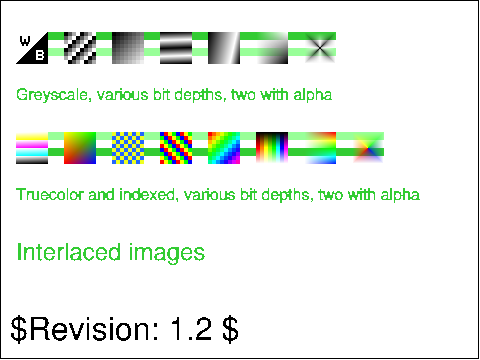 W
B
Greyscale, various bit depths, two with alpha
Truecolor and indexed, various bit depths, two with alpha
Interlaced images
$Revision: 1.2 $